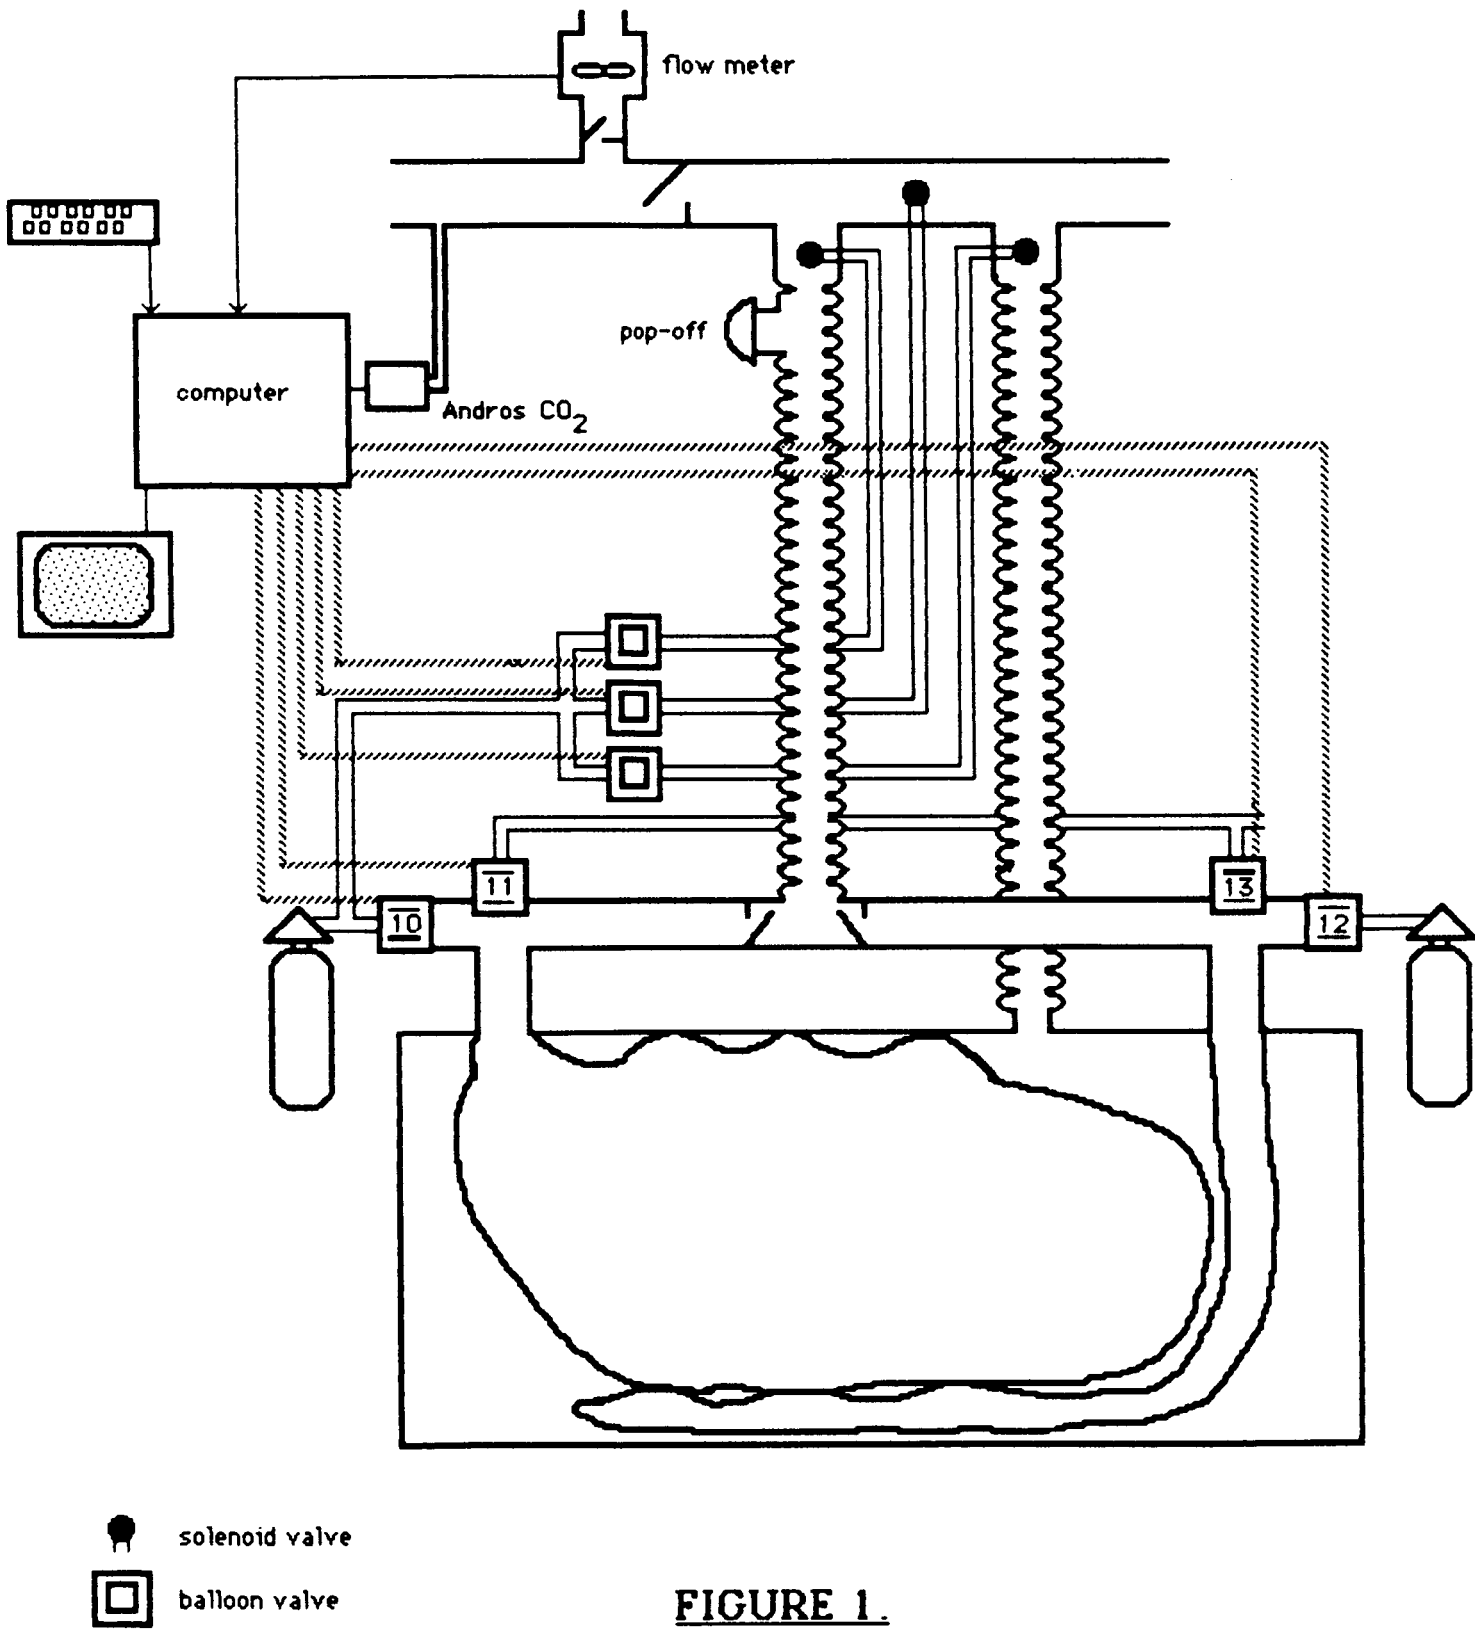 flow meter
pop-off
computer
Andros CO2
11
13
10
12
solenoid valve
balloon valve
FIGURE 1.